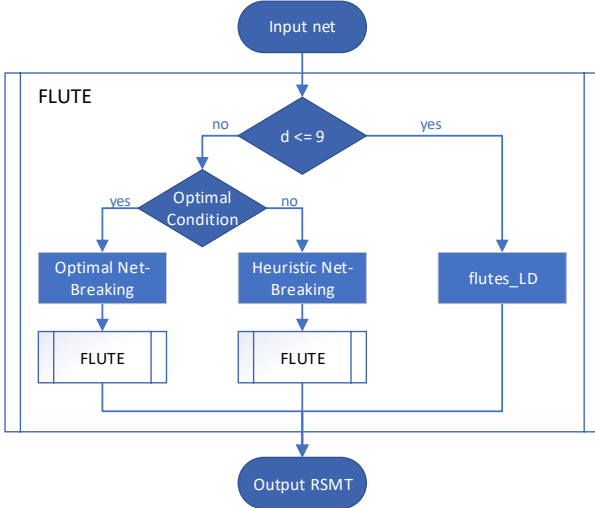 Input net
FLUTE
d <= 9
no
yes
Optimal
Condition
yes
no
Optimal Net-
Breaking
Heuristic Net-
Breaking
flutes_LD
FLUTE
FLUTE
Output RSMT